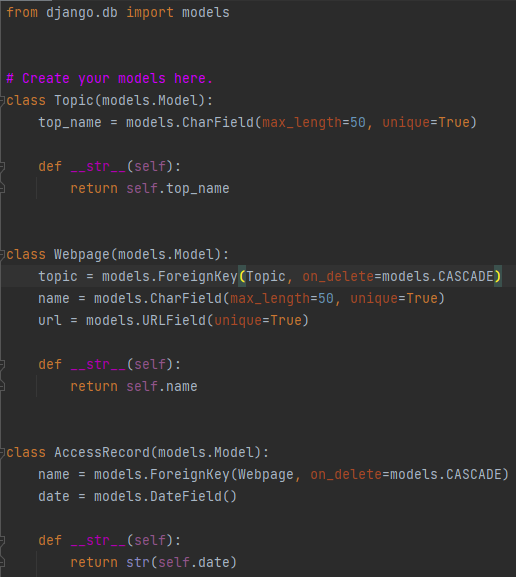 from django.db import models
# Create your models here.
class Topic(models.Model):
    top_name = models.CharField(max_length=50, unique=True)
    def __str__(self):
        return self.top_name
class Webpage(models.Model):
    topic = models.ForeignKey(Topic, on_delete=models.CASCADE)
    name = models.CharField(max_length=50, unique=True)
    url = models.URLField(unique=True)
    def __str__(self):
        return self.name
class AccessRecord(models.Model):
    name = models.ForeignKey(Webpage, on_delete=models.CASCADE)
    date = models.DateField()
    def __str__(self):
        return str(self.date)